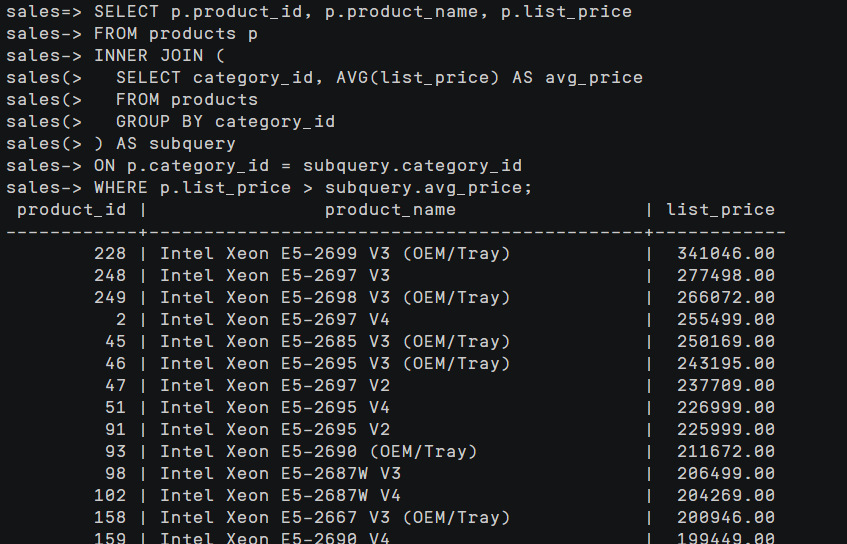 sales=> SELECT p.product_id, p.product_name, p.list_price
sales-> FROM products p
sales-> INNER JOIN (
sales(>   SELECT category_id, AVG(list_price) AS avg_price
sales(>   FROM products
sales(>   GROUP BY category_id
sales(> ) AS subquery
sales-> ON p.category_id = subquery.category_id
sales-> WHERE p.list_price > subquery.avg_price;
 product_id |                product_name                 | list_price
------------+---------------------------------------------+------------
        228 | Intel Xeon E5-2699 V3 (OEM/Tray)            |  341046.00
        248 | Intel Xeon E5-2697 V3                       |  277498.00
        249 | Intel Xeon E5-2698 V3 (OEM/Tray)            |  266072.00
          2 | Intel Xeon E5-2697 V4                       |  255499.00
         45 | Intel Xeon E5-2685 V3 (OEM/Tray)            |  250169.00
         46 | Intel Xeon E5-2695 V3 (OEM/Tray)            |  243195.00
         47 | Intel Xeon E5-2697 V2                       |  237709.00
         51 | Intel Xeon E5-2695 V4                       |  226999.00
         91 | Intel Xeon E5-2695 V2                       |  225999.00
         93 | Intel Xeon E5-2690 (OEM/Tray)               |  211672.00
         98 | Intel Xeon E5-2687W V3                      |  206499.00
        102 | Intel Xeon E5-2687W V4                      |  204269.00
        158 | Intel Xeon E5-2667 V3 (OEM/Tray)            |  200946.00
        159 | Intel Xeon E5-2690 V4                       |  199449.00